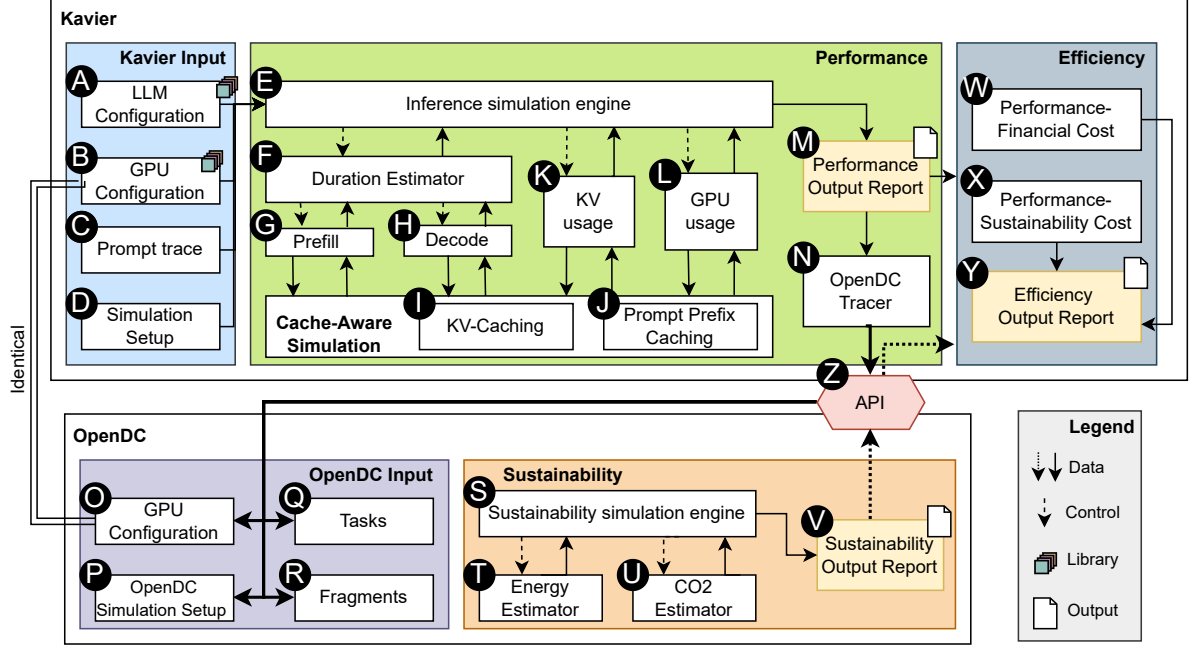 Kavier
Kavier Input
A
LLM
Configuration
B
GPU
Configuration
C
Prompt trace
D
Simulation
Setup
Performance
E
Inference simulation engine
F
Duration Estimator
G
Prefill
H
Decode
K
KV
usage
L
GPU
usage
Cache-Aware
Simulation
I
KV-Caching
J
Prompt Prefix
Caching
M
Performance
Output Report
N
OpenDC
Tracer
Efficiency
W
Performance-
Financial Cost
X
Performance-
Sustainability Cost
Y
Efficiency
Output Report
Identical
Z
API
OpenDC
OpenDC Input
O
GPU
Configuration
Q
Tasks
P
OpenDC
Simulation Setup
R
Fragments
Sustainability
S
Sustainability simulation engine
T
Energy
Estimator
U
CO2
Estimator
V
Sustainability
Output Report
Legend
Data
Control
Library
Output